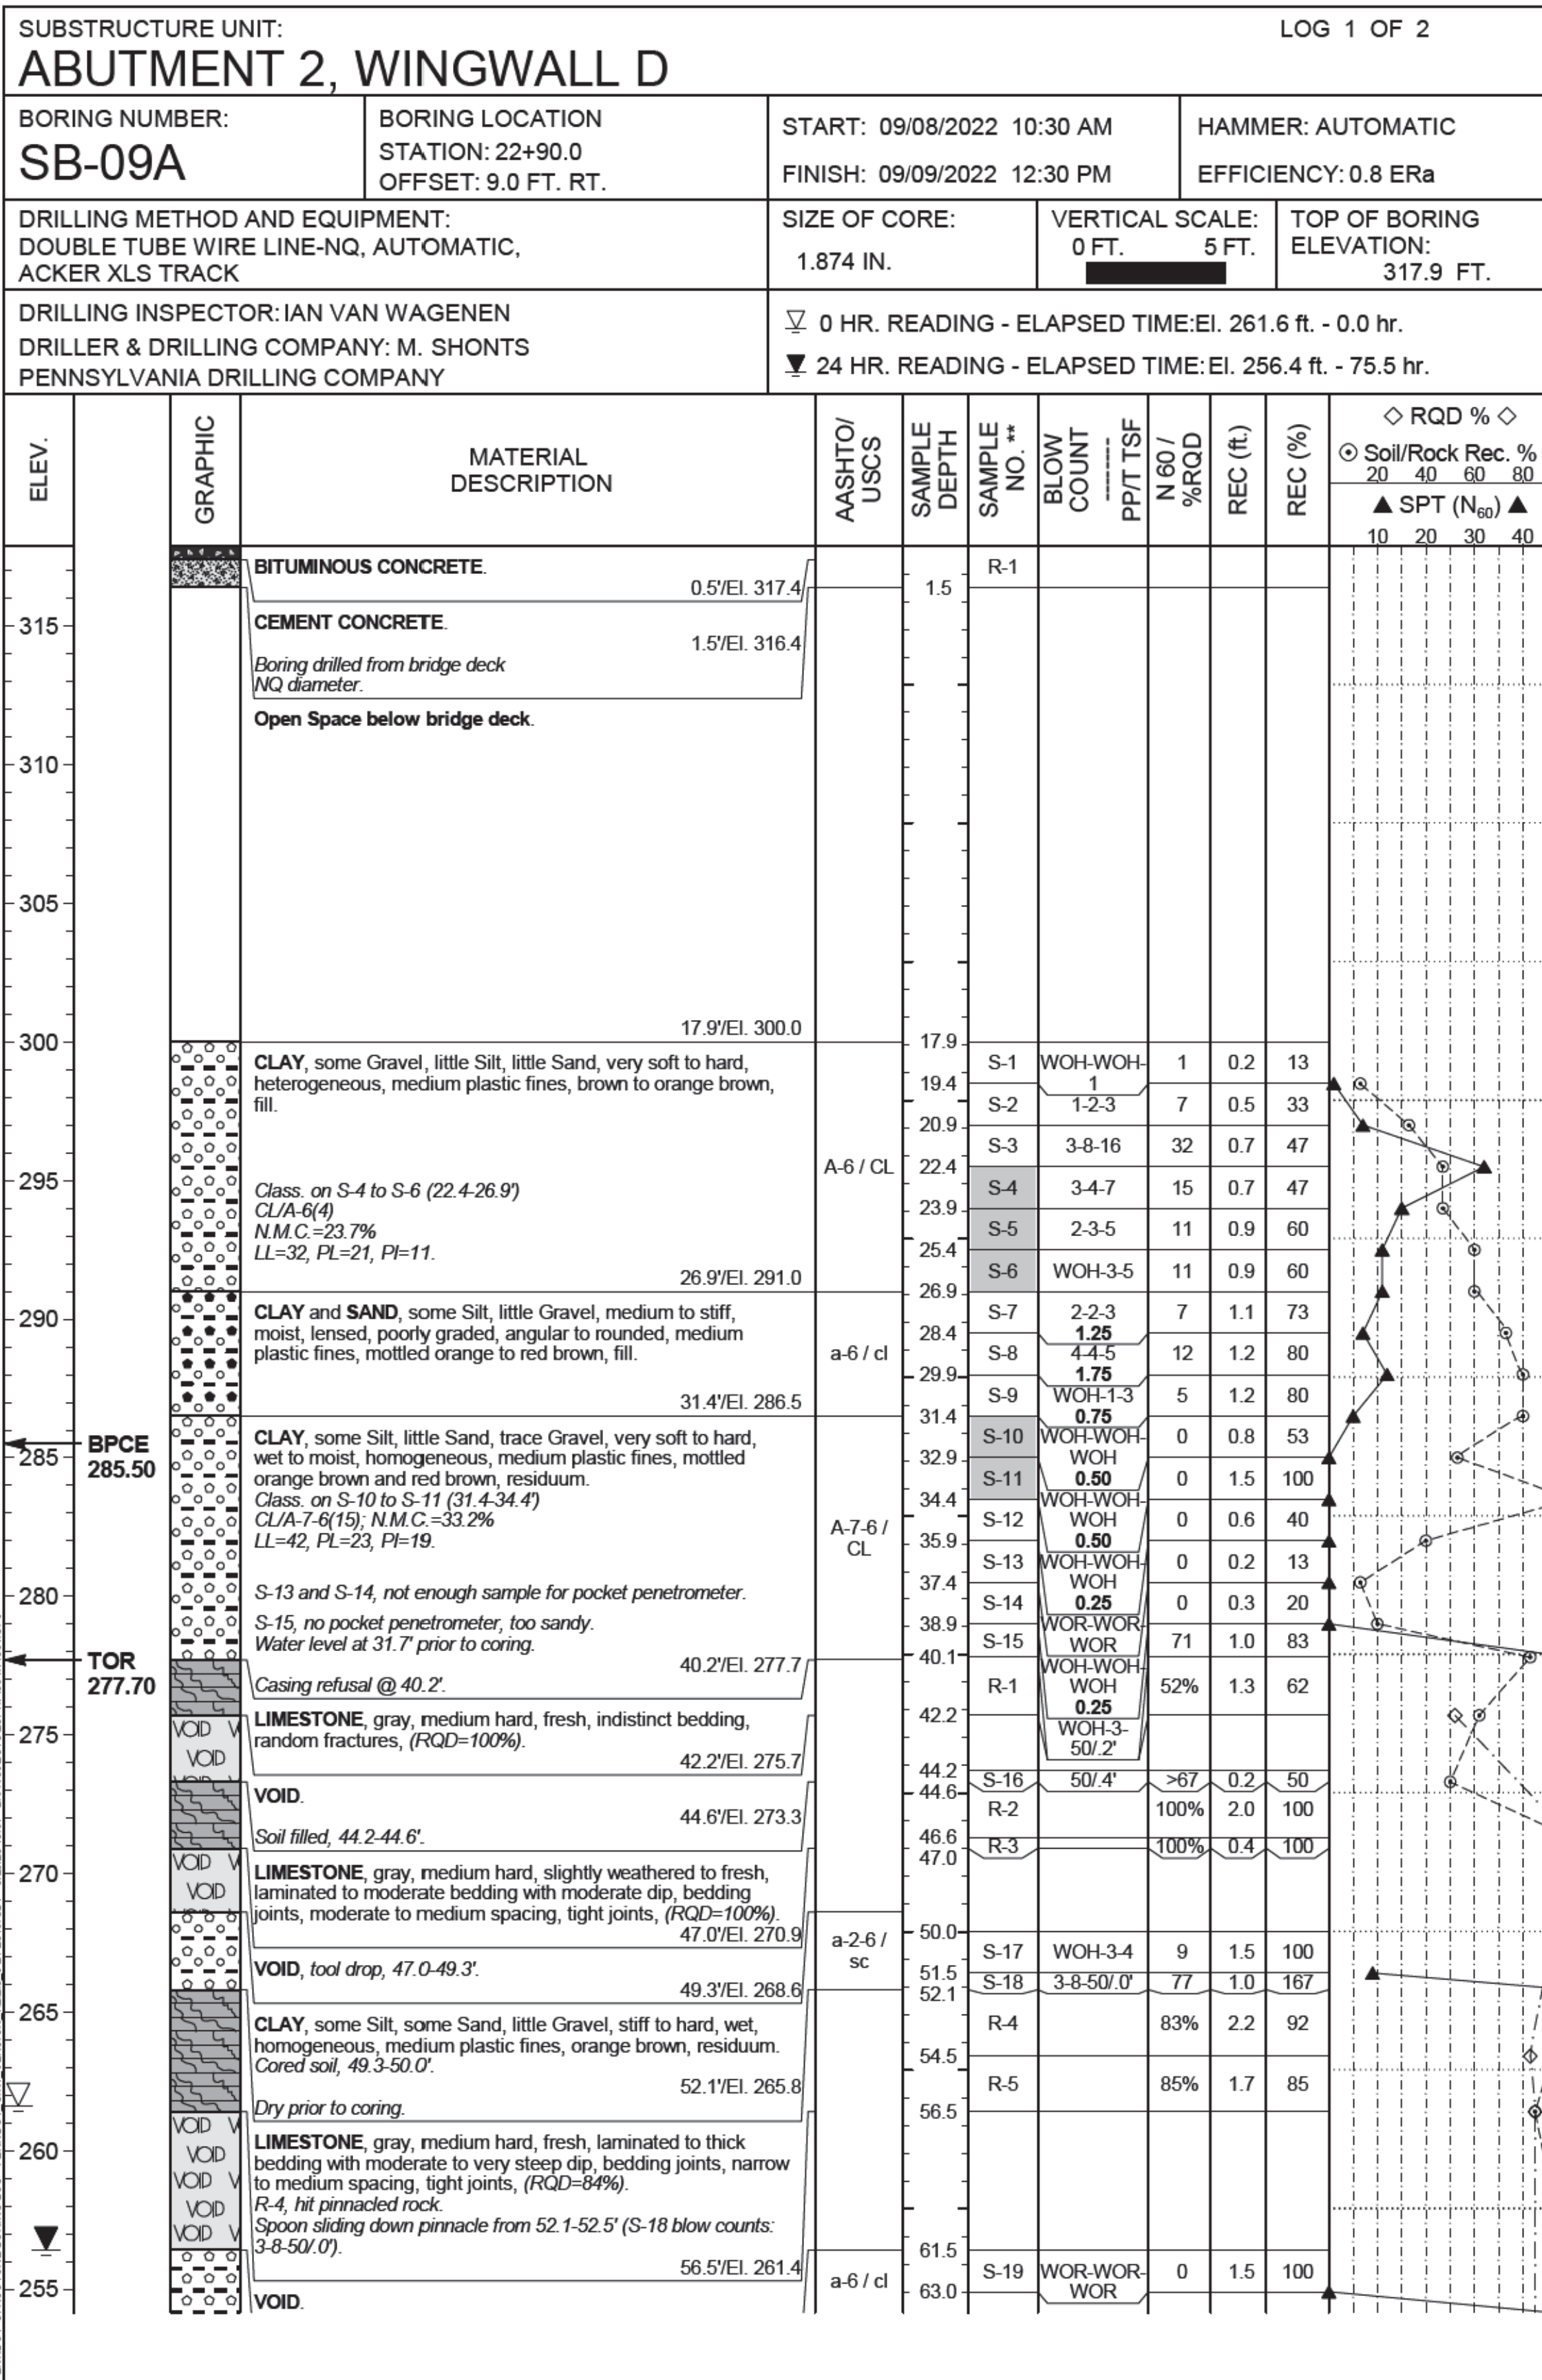 SUBSTRUCTURE UNIT:
LOG 1 OF 2
ABUTMENT 2, WINGWALL D
BORING NUMBER:
SB-09A
BORING LOCATION
STATION: 22+90.0
OFFSET: 9.0 FT. RT.
START: 09/08/2022 10:30 AM
FINISH: 09/09/2022 12:30 PM
HAMMER: AUTOMATIC
EFFICIENCY: 0.8 ERa
DRILLING METHOD AND EQUIPMENT:
DOUBLE TUBE WIRE LINE-NQ, AUTOMATIC,
ACKER XLS TRACK
SIZE OF CORE:
1.874 IN.
VERTICAL SCALE:
0 FT. 5 FT.
TOP OF BORING
ELEVATION:
317.9 FT.
DRILLING INSPECTOR: IAN VAN WAGENEN
DRILLER & DRILLING COMPANY: M. SHONTS
PENNSYLVANIA DRILLING COMPANY
0 HR. READING - ELAPSED TIME:El. 261.6 ft. - 0.0 hr.
24 HR. READING - ELAPSED TIME:El. 256.4 ft. - 75.5 hr.
ELEV.
GRAPHIC
MATERIAL
DESCRIPTION
AASHTO/
USCS
SAMPLE
DEPTH
SAMPLE
NO. **
BLOW
COUNT
--------
PP/T TSF
N 60 /
%RQD
REC (ft.)
REC (%)
◇ RQD % ◇
⊙ Soil/Rock Rec. %
20 40 60 80
▲ SPT (N60) ▲
10 20 30 40
BITUMINOUS CONCRETE.
0.5'/El. 317.4
R-1
1.5
315
CEMENT CONCRETE.
1.5'/El. 316.4
Boring drilled from bridge deck
NQ diameter.
Open Space below bridge deck.
310
305
17.9'/El. 300.0
300
17.9
CLAY, some Gravel, little Silt, little Sand, very soft to hard,
heterogeneous, medium plastic fines, brown to orange brown,
fill.
S-1 WOH-WOH-1 1 0.2 13
19.4
S-2 1-2-3 7 0.5 33
20.9
S-3 3-8-16 32 0.7 47
A-6 / CL
22.4
295
Class. on S-4 to S-6 (22.4-26.9')
CL/A-6(4)
N.M.C.=23.7%
LL=32, PL=21, PI=11.
26.9'/El. 291.0
S-4 3-4-7 15 0.7 47
23.9
S-5 2-3-5 11 0.9 60
25.4
S-6 WOH-3-5 11 0.9 60
26.9
290
CLAY and SAND, some Silt, little Gravel, medium to stiff,
moist, lensed, poorly graded, angular to rounded, medium
plastic fines, mottled orange to red brown, fill.
31.4'/El. 286.5
a-6 / cl
S-7 2-2-3 7 1.1 73
28.4 1.25
S-8 4-4-5 12 1.2 80
29.9 1.75
S-9 WOH-1-3 5 1.2 80
31.4 0.75
BPCE
285.50
285
CLAY, some Silt, little Sand, trace Gravel, very soft to hard,
wet to moist, homogeneous, medium plastic fines, mottled
orange brown and red brown, residuum.
Class. on S-10 to S-11 (31.4-34.4')
CL/A-7-6(15); N.M.C.=33.2%
LL=42, PL=23, PI=19.
A-7-6 /
CL
S-13 and S-14, not enough sample for pocket penetrometer.
S-15, no pocket penetrometer, too sandy.
Water level at 31.7' prior to coring.
40.2'/El. 277.7
280
S-10 WOH-WOH- 0 0.8 53
32.9 WOH
S-11 0.50 0 1.5 100
34.4 WOH-WOH-
S-12 WOH 0 0.6 40
35.9 0.50
S-13 WOH-WOH- 0 0.2 13
37.4 WOH
S-14 0.25 0 0.3 20
38.9 WOR-WOR-
S-15 WOR 71 1.0 83
40.1
TOR
277.70
Casing refusal @ 40.2'.
WOH-WOH-
R-1 WOH 52% 1.3 62
0.25
42.2
WOH-3-
50/.2'
275
VOID V
VOID
LIMESTONE, gray, medium hard, fresh, indistinct bedding,
random fractures, (RQD=100%).
42.2'/El. 275.7
VOID.
44.6'/El. 273.3
Soil filled, 44.2-44.6'.
44.2
S-16 50/.4' >67 0.2 50
44.6
R-2 100% 2.0 100
46.6
R-3 100% 0.4 100
47.0
270
VOID V
VOID
LIMESTONE, gray, medium hard, slightly weathered to fresh,
laminated to moderate bedding with moderate dip, bedding
joints, moderate to medium spacing, tight joints, (RQD=100%).
47.0'/El. 270.9
a-2-6 /
sc
50.0
VOID, tool drop, 47.0-49.3'.
49.3'/El. 268.6
S-17 WOH-3-4 9 1.5 100
51.5
S-18 3-8-50/.0' 77 1.0 167
52.1
265
CLAY, some Silt, some Sand, little Gravel, stiff to hard, wet,
homogeneous, medium plastic fines, orange brown, residuum.
Cored soil, 49.3-50.0'.
52.1'/El. 265.8
Dry prior to coring.
R-4 83% 2.2 92
54.5
R-5 85% 1.7 85
56.5
VOID V
VOID
VOID V
VOID
VOID V
260
LIMESTONE, gray, medium hard, fresh, laminated to thick
bedding with moderate to very steep dip, bedding joints, narrow
to medium spacing, tight joints, (RQD=84%).
R-4, hit pinnacled rock.
Spoon sliding down pinnacle from 52.1-52.5' (S-18 blow counts:
3-8-50/.0').
56.5'/El. 261.4
61.5
255
VOID.
a-6 / cl
S-19 WOR-WOR- 0 1.5 100
63.0 WOR